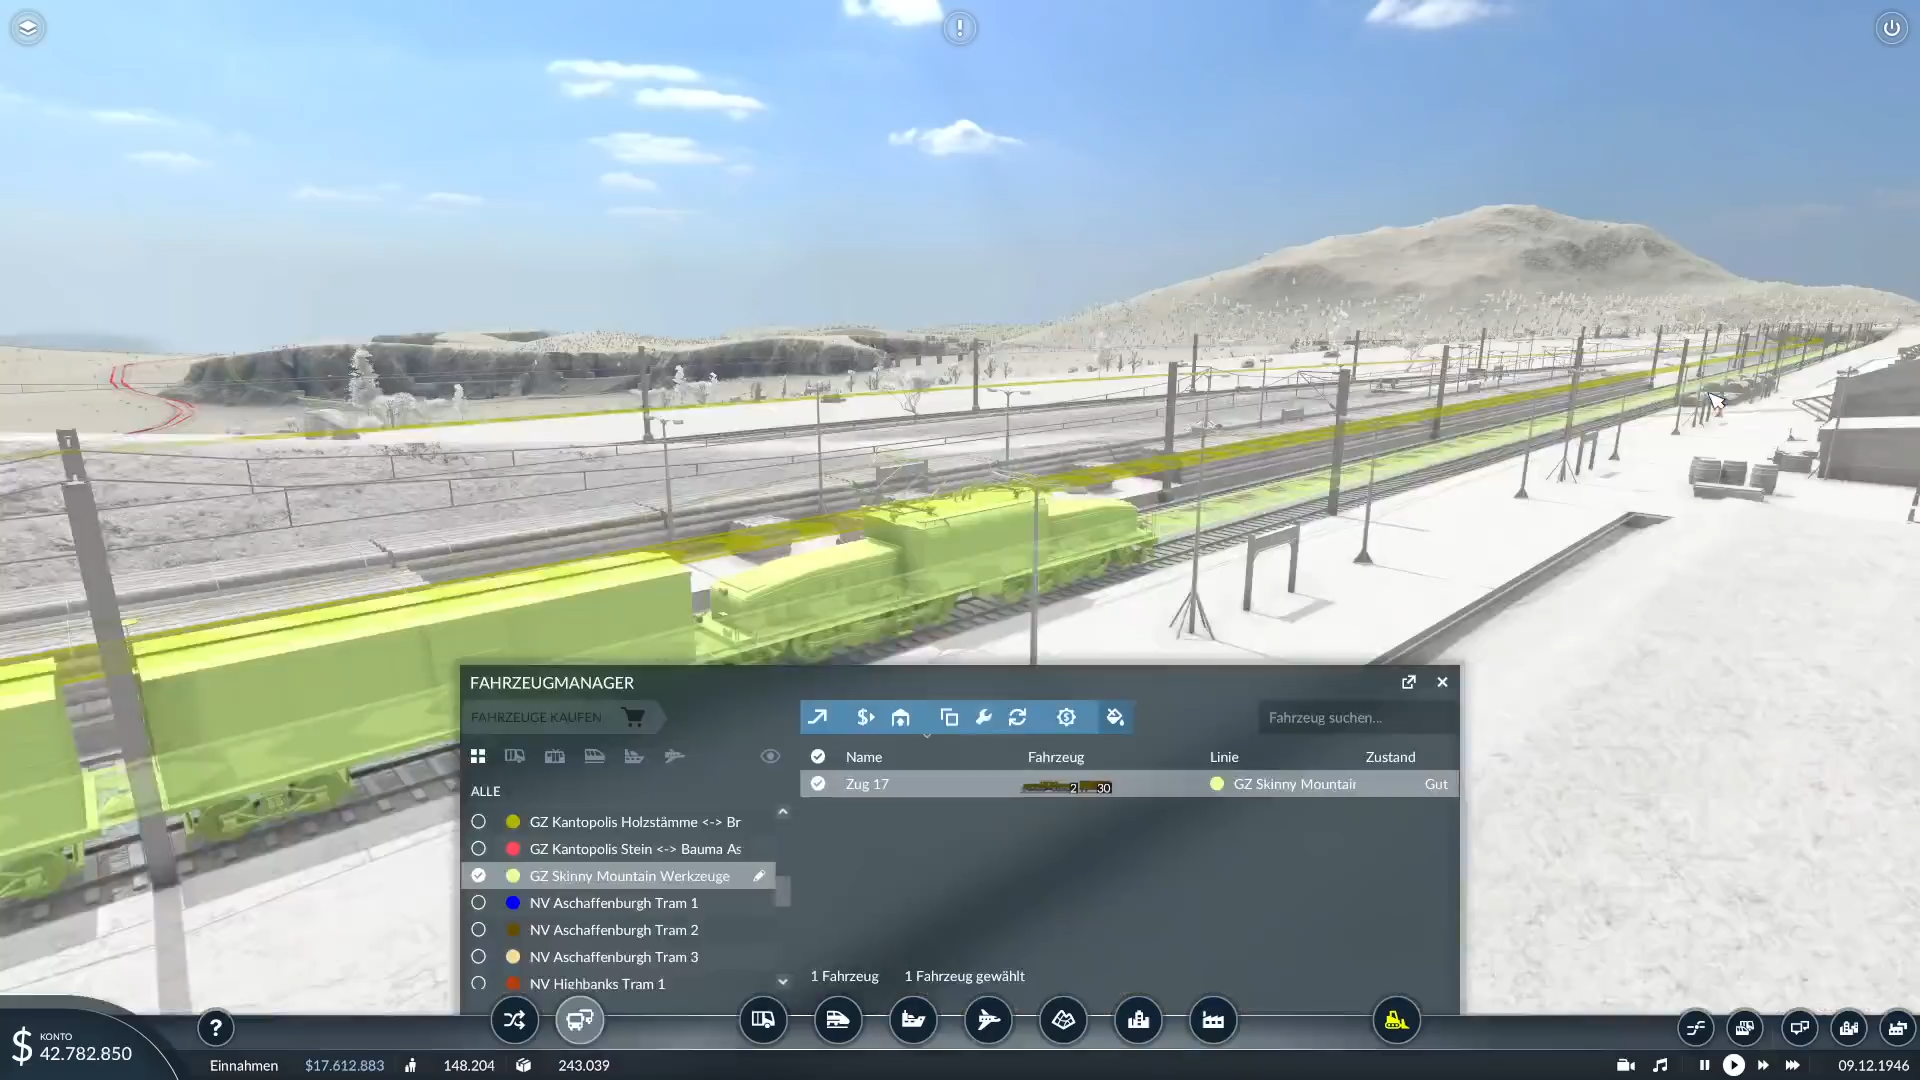 FAHRZEUGMANAGER
FAHRZEUGE KAUFEN
Fahrzeug suchen...
Name Fahrzeug Linie Zustand
Zug 17 2 30 GZ Skinny Mountain Gut
ALLE
GZ Kantopolis Holzstämme <-> Br
GZ Kantopolis Stein <-> Bauma As
GZ Skinny Mountain Werkzeuge
NV Aschaffenburgh Tram 1
NV Aschaffenburgh Tram 2
NV Aschaffenburgh Tram 3
NV Highbanks Tram 1
1 Fahrzeug 1 Fahrzeug gewählt
KONTO
$ 42.782.850
?
Einnahmen $17.612.883 148.204 243.039
09.12.1946